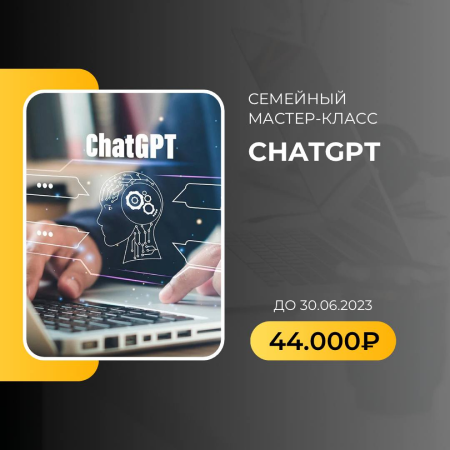 СЕМЕЙНЫЙ
МАСТЕР-КЛАСС
CHATGPT
ChatGPT
ДО 30.06.2023
44.000₽